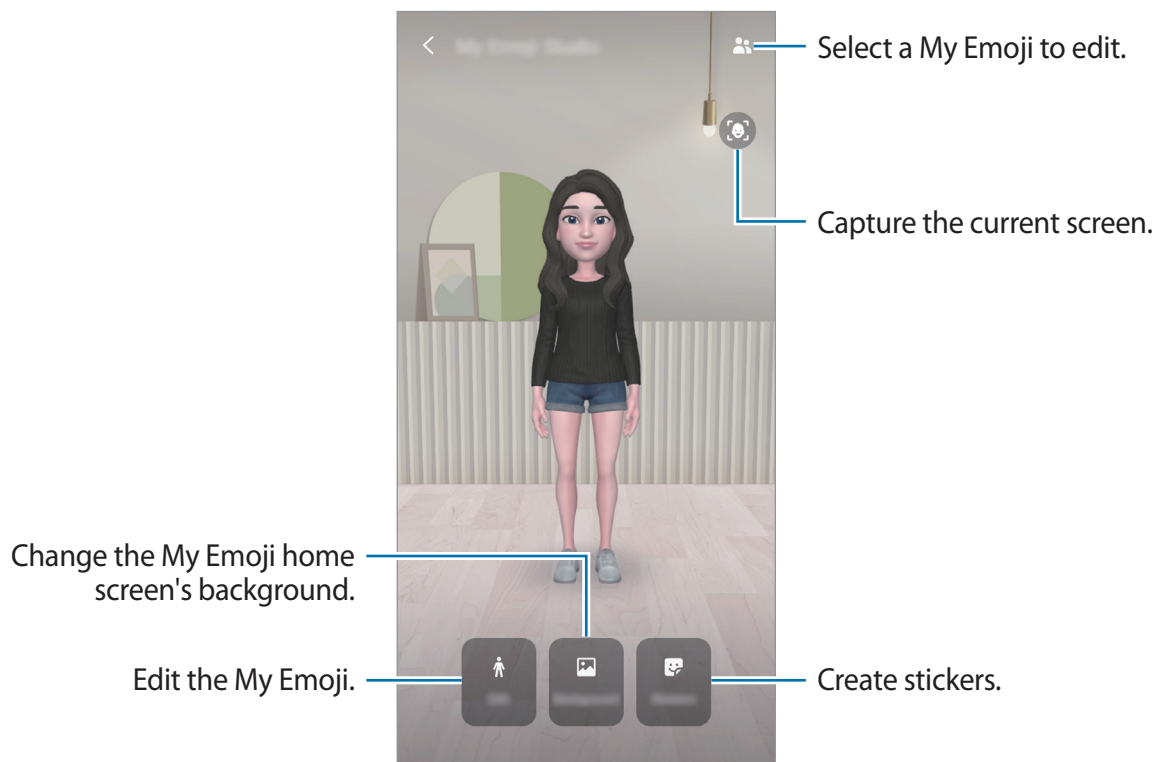 Select a My Emoji to edit.
Capture the current screen.
Change the My Emoji home
screen's background.
Edit the My Emoji.
Create stickers.